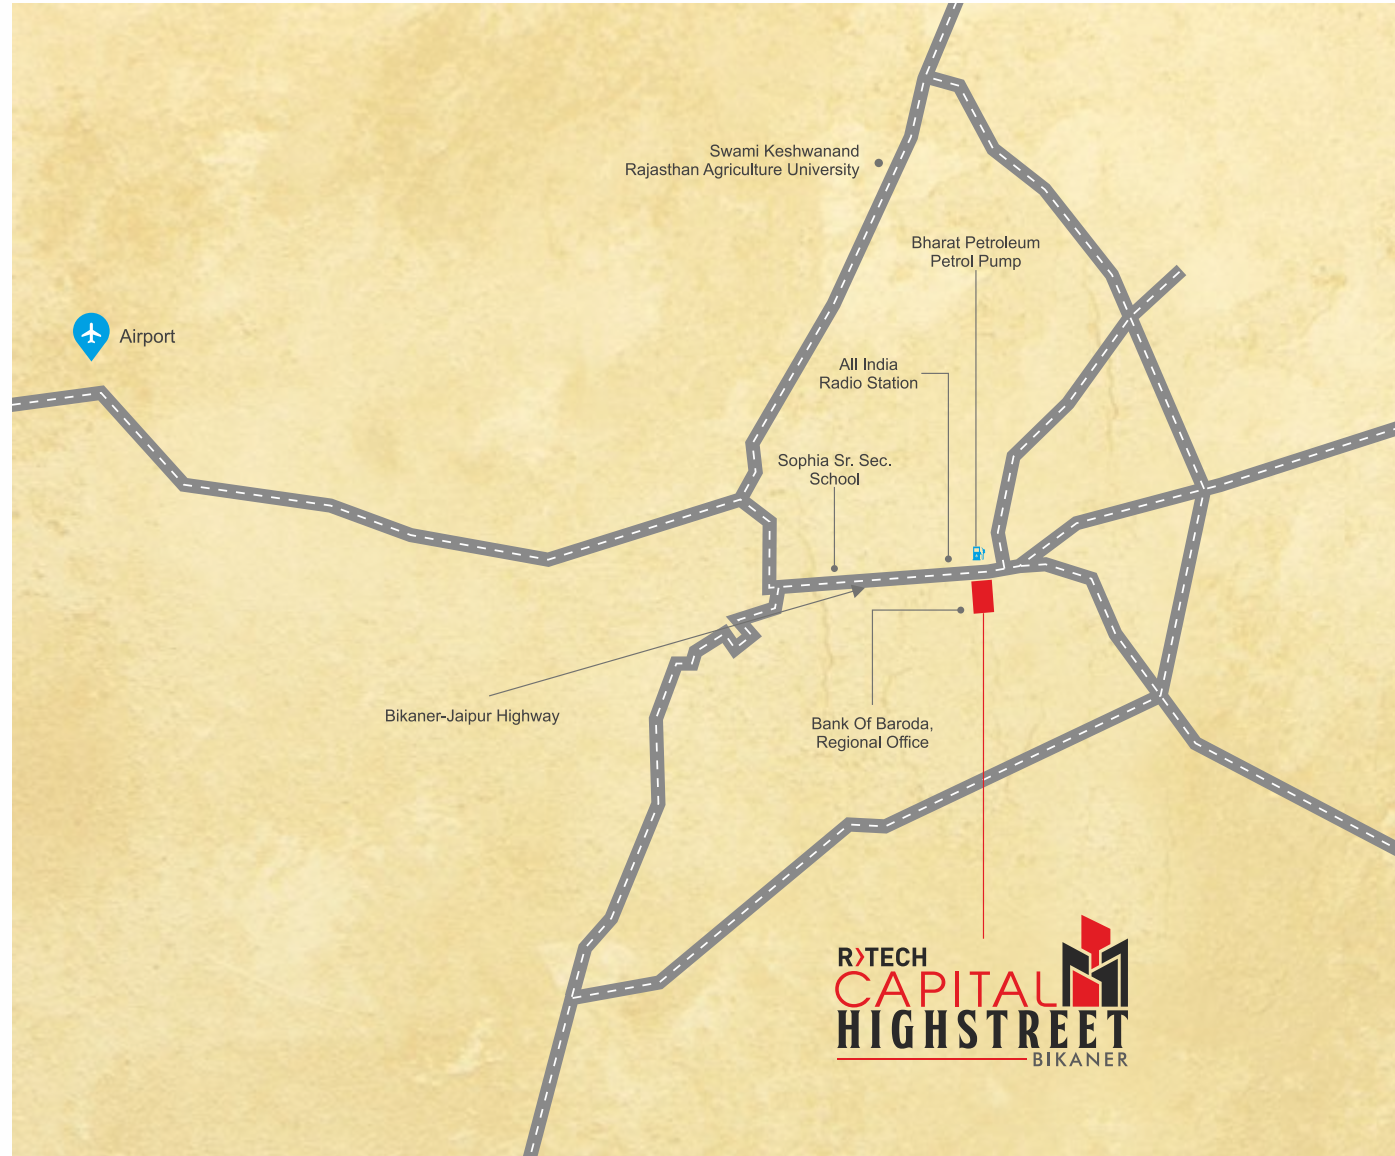 Swami Keshwanand
Rajasthan Agriculture University
Bharat Petroleum
Petrol Pump
Airport
All India
Radio Station
Sophia Sr. Sec.
School
Bikaner-Jaipur Highway
Bank Of Baroda,
Regional Office
R>TECH
CAPITAL
HIGHSTREET
BIKANER